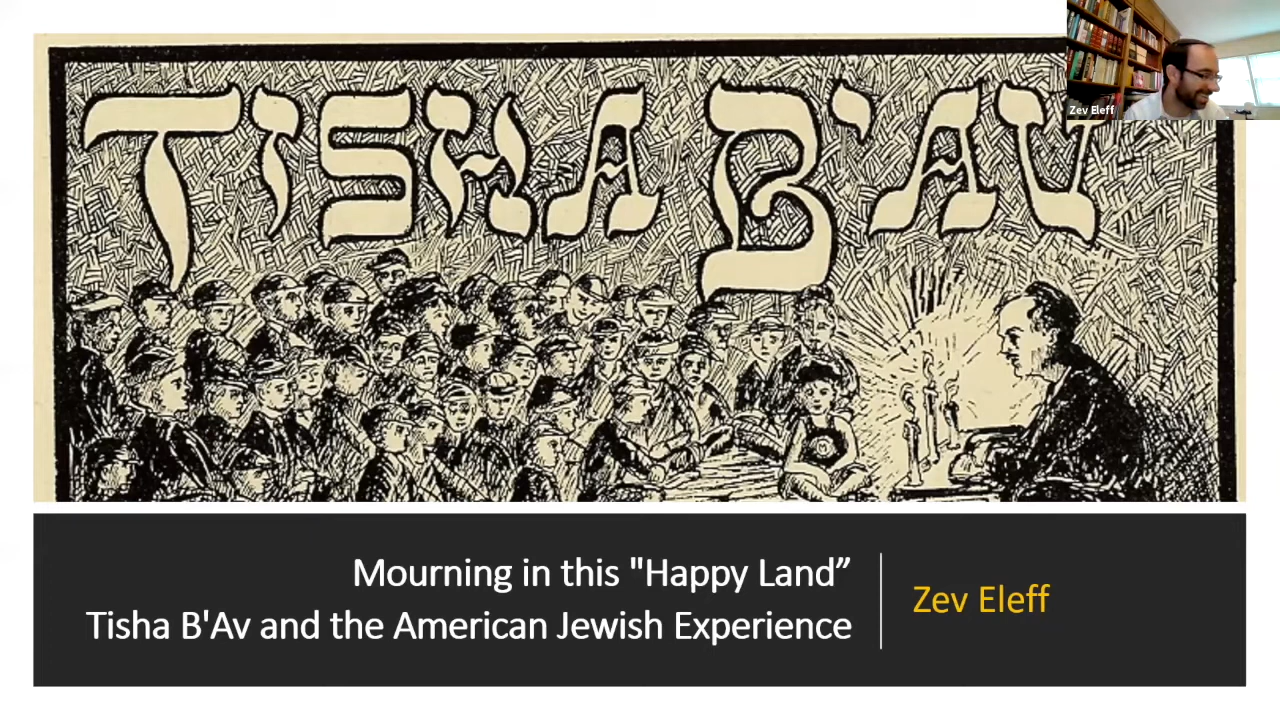 TISHA B'AV
Zev Eleff
Mourning in this "Happy Land”
Tisha B'Av and the American Jewish Experience
Zev Eleff